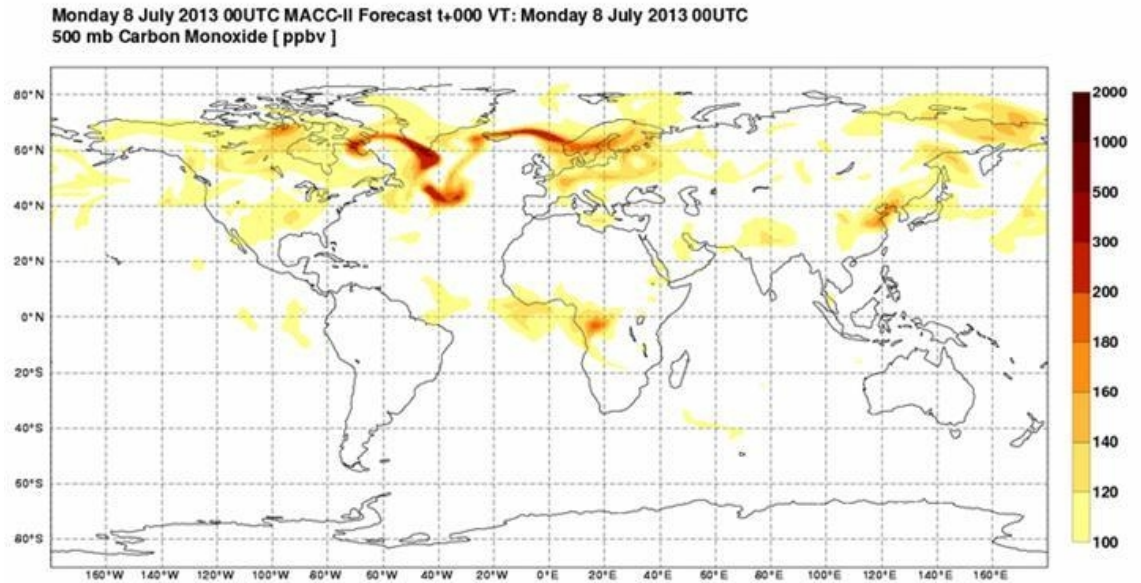 Monday 8 July 2013 00UTC MACC-II Forecast t+000 VT: Monday 8 July 2013 00UTC
500 mb Carbon Monoxide [ ppbv ]
80°N
60°N
40°N
20°N
0°N
20°S
40°S
60°S
80°S
160°W 140°W 120°W 100°W 80°W 60°W 40°W 20°W 0°E 20°E 40°E 60°E 80°E 100°E 120°E 140°E 160°E
2000
1000
500
300
200
180
160
140
120
100